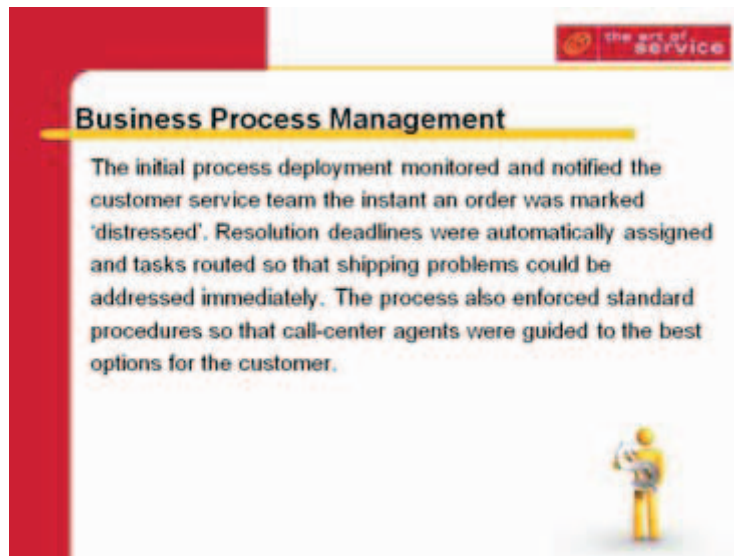 the art of
service
Business Process Management
The initial process deployment monitored and notified the
customer service team the instant an order was marked
‘distressed’. Resolution deadlines were automatically assigned
and tasks routed so that shipping problems could be
addressed immediately. The process also enforced standard
procedures so that call-center agents were guided to the best
options for the customer.